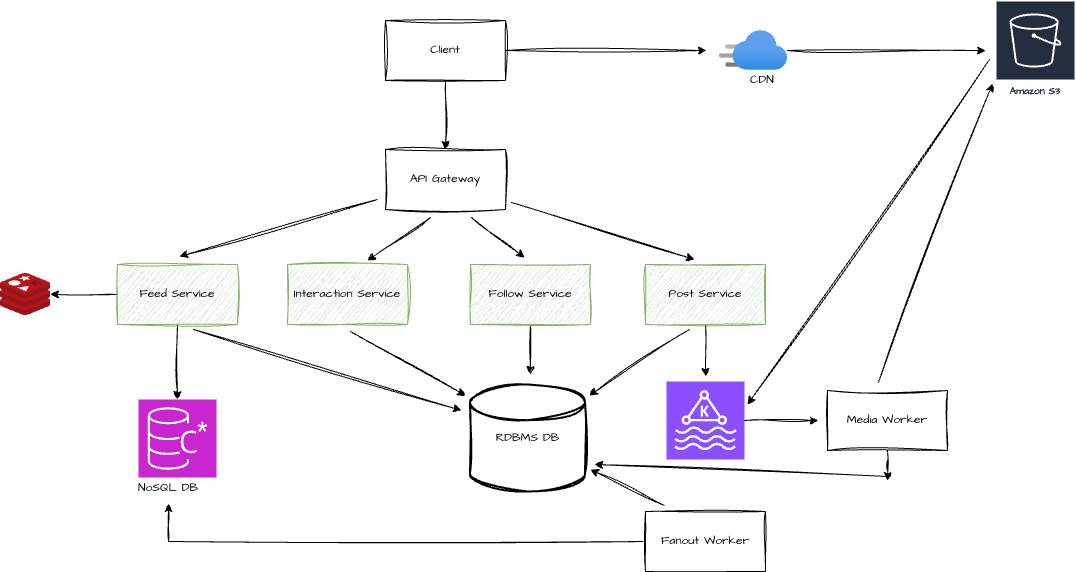 Client
CDN
Amazon S3
API Gateway
Feed Service
Interaction Service
Follow Service
Post Service
K
Media Worker
C*
RDBMS DB
NoSQL DB
Fanout Worker